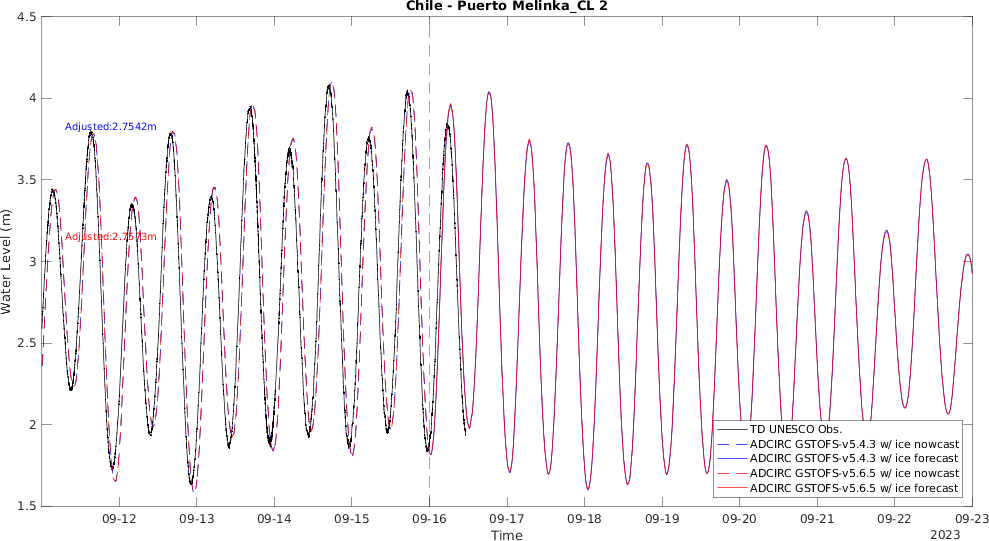 Chile - Puerto Melinka_CL 2
4.5
4
3.5
3
2.5
2
1.5
Water Level (m)
Adjusted:2.7542m
Adjusted:2.7573m
TD UNESCO Obs.
ADCIRC GSTOFS-v5.4.3 w/ ice nowcast
ADCIRC GSTOFS-v5.4.3 w/ ice forecast
ADCIRC GSTOFS-v5.6.5 w/ ice nowcast
ADCIRC GSTOFS-v5.6.5 w/ ice forecast
09-12 09-13 09-14 09-15 09-16 09-17 09-18 09-19 09-20 09-21 09-22 09-23
Time
2023